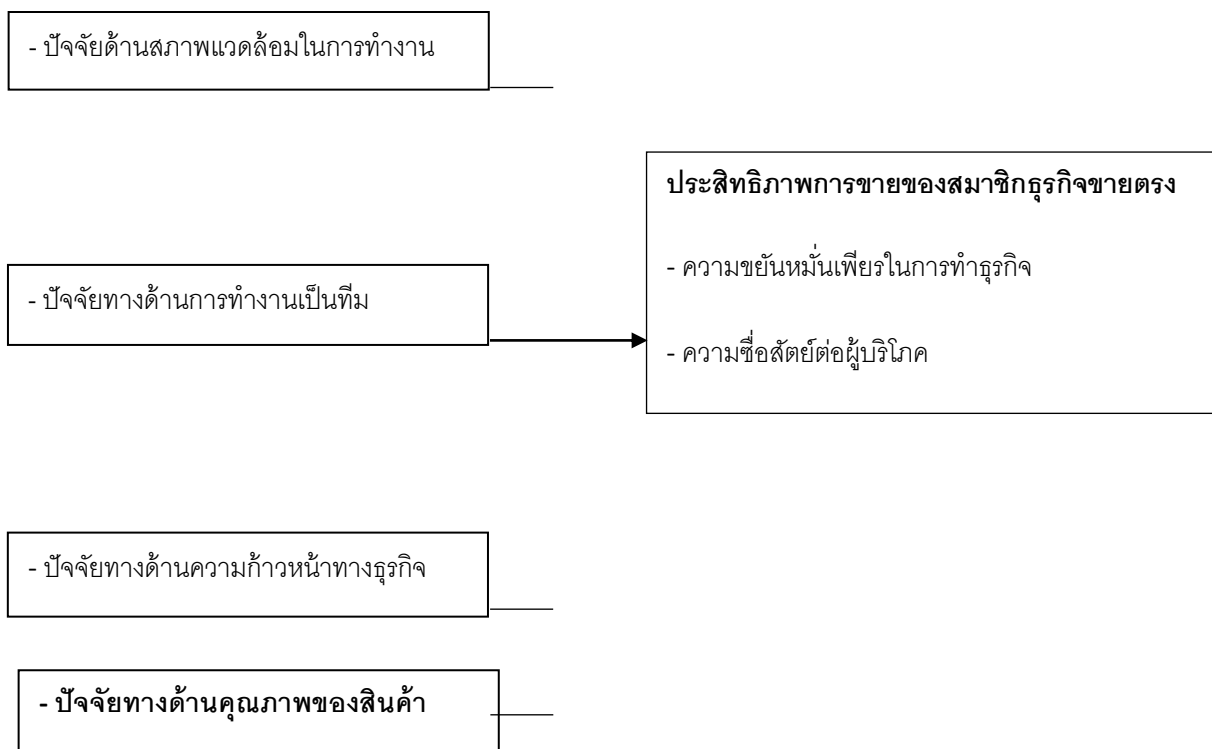 - ปัจจัยด้านสภาพแวดล้อมในการทำงาน
ประสิทธิภาพการขายของสมาชิกธุรกิจขายตรง
- ความขยันหมั่นเพียรในการทำธุรกิจ
- ปัจจัยทางด้านการทำงานเป็นทีม
- ความซื่อสัตย์ต่อผู้บริโภค
- ปัจจัยทางด้านความก้าวหน้าทางธุรกิจ
- ปัจจัยทางด้านคุณภาพของสินค้า